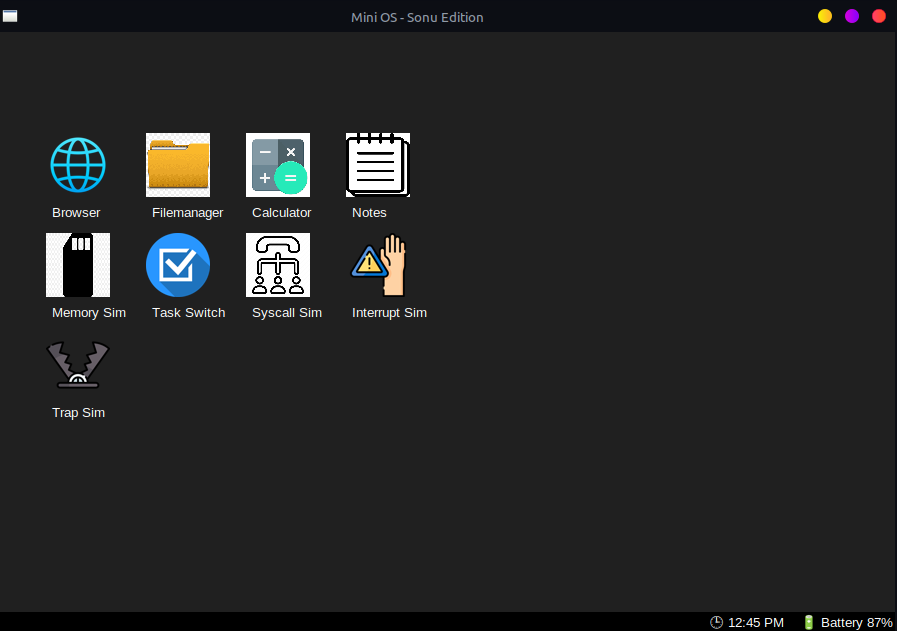 Mini OS - Sonu Edition
Browser Filemanager Calculator Notes
Memory Sim Task Switch Syscall Sim Interrupt Sim
Trap Sim
12:45 PM Battery 87%